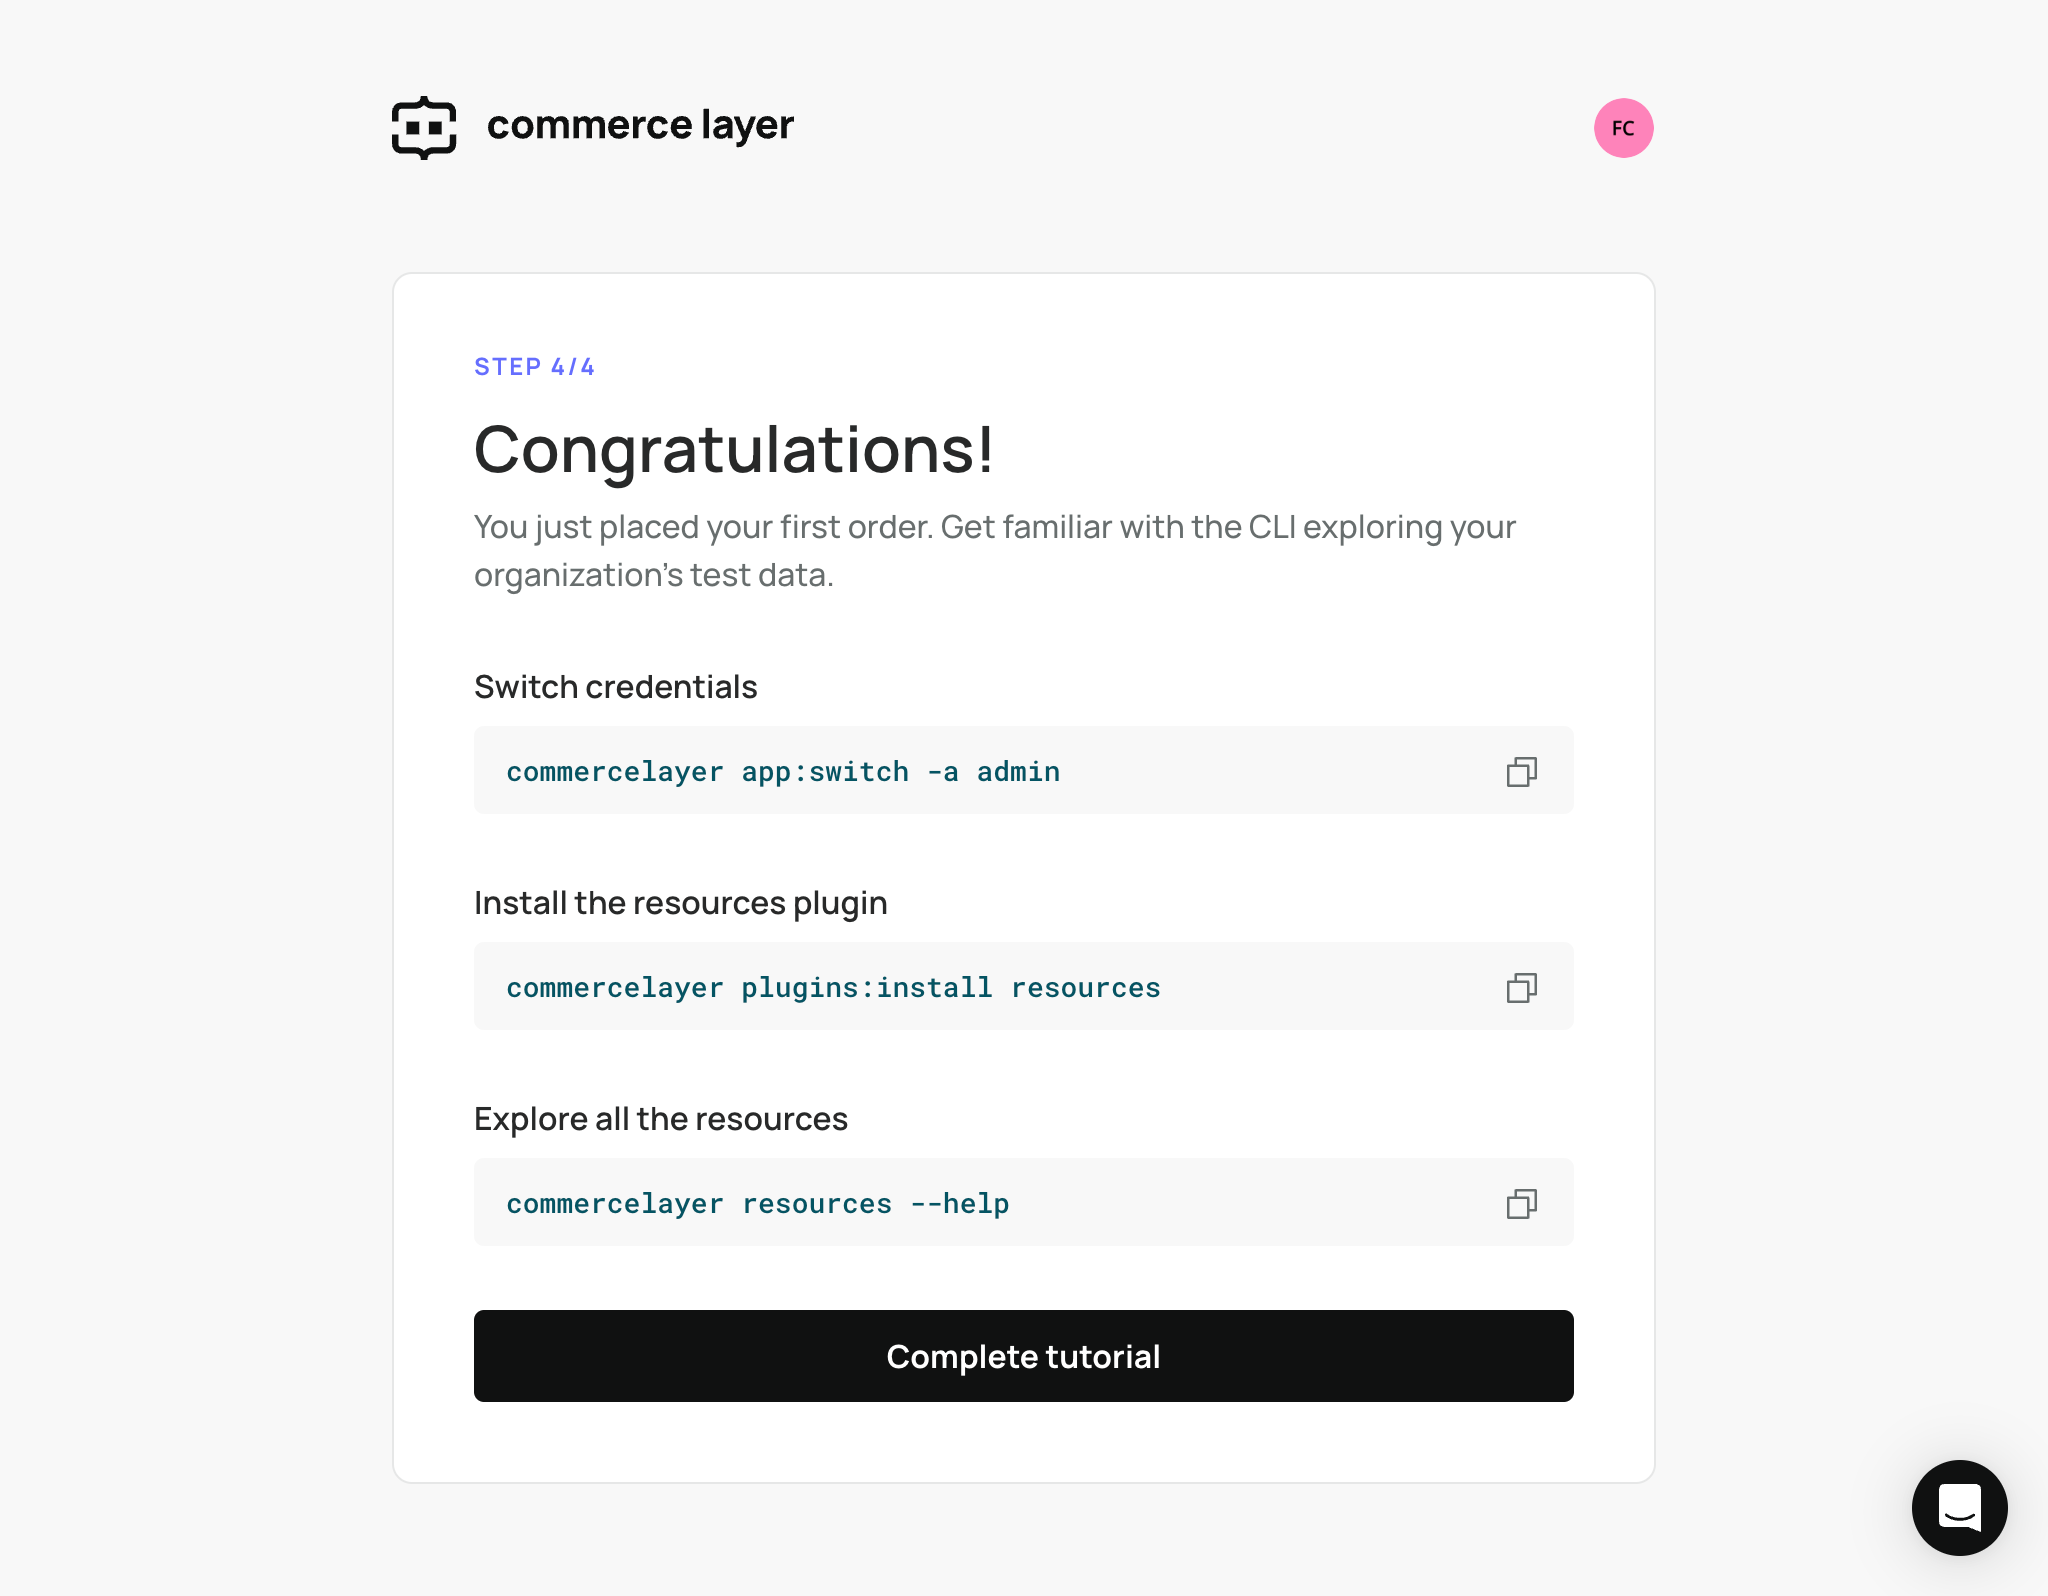 commerce layer
FC
STEP 4/4
Congratulations!
You just placed your first order. Get familiar with the CLI exploring your
organization’s test data.
Switch credentials
commercelayer app:switch -a admin
Install the resources plugin
commercelayer plugins:install resources
Explore all the resources
commercelayer resources --help
Complete tutorial